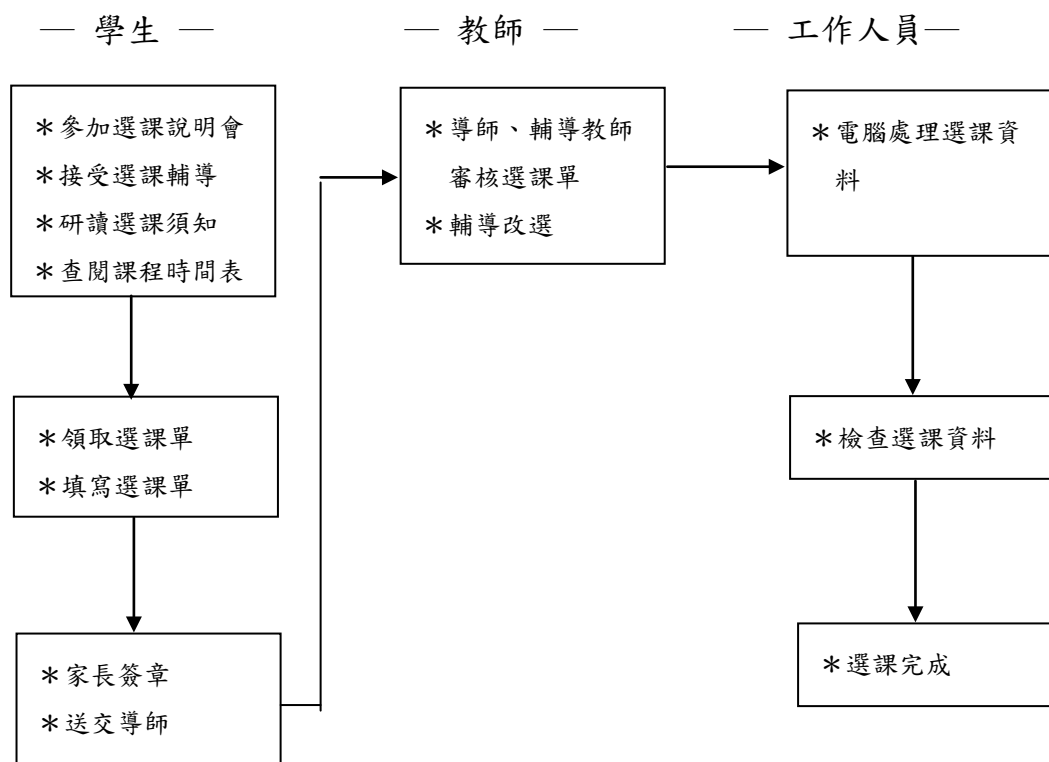 — 學生 —
＊參加選課說明會
＊接受選課輔導
＊研讀選課須知
＊查閱課程時間表
＊領取選課單
＊填寫選課單
＊家長簽章
＊送交導師
— 教師 —
＊導師、輔導教師
審核選課單
＊輔導改選
— 工作人員—
＊電腦處理選課資
料
＊檢查選課資料
＊選課完成